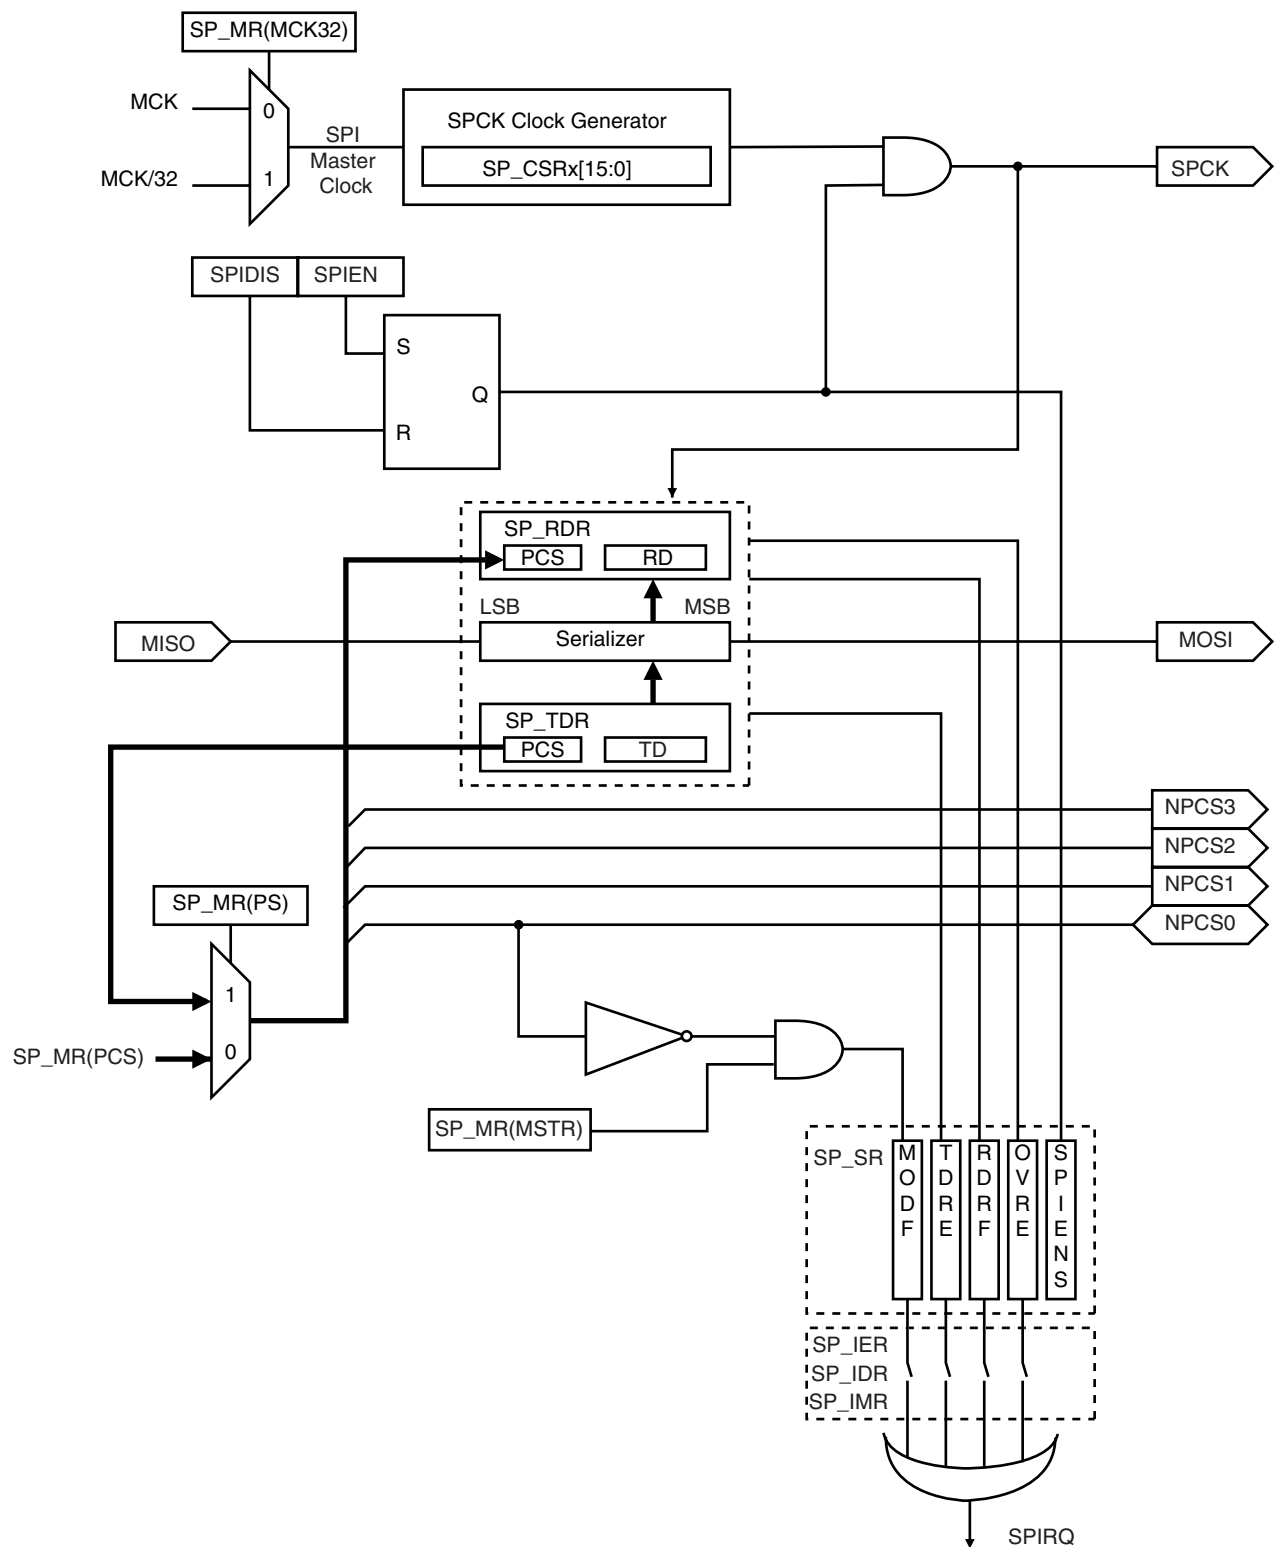 SP_MR(MCK32)
MCK
0
SPI
Master
Clock
MCK/32
1
SPCK Clock Generator
SP_CSRx[15:0]
SPCK
SPIDIS
SPIEN
S
Q
R
SP_RDR
PCS
RD
LSB
MSB
MISO
Serializer
MOSI
SP_TDR
PCS
TD
NPCS3
NPCS2
NPCS1
NPCS0
SP_MR(PS)
1
0
SP_MR(PCS)
SP_MR(MSTR)
SP_SR
MODF
TDRE
RDRF
OVRE
SPIENS
SP_IER
SP_IDR
SP_IMR
SPIRQ